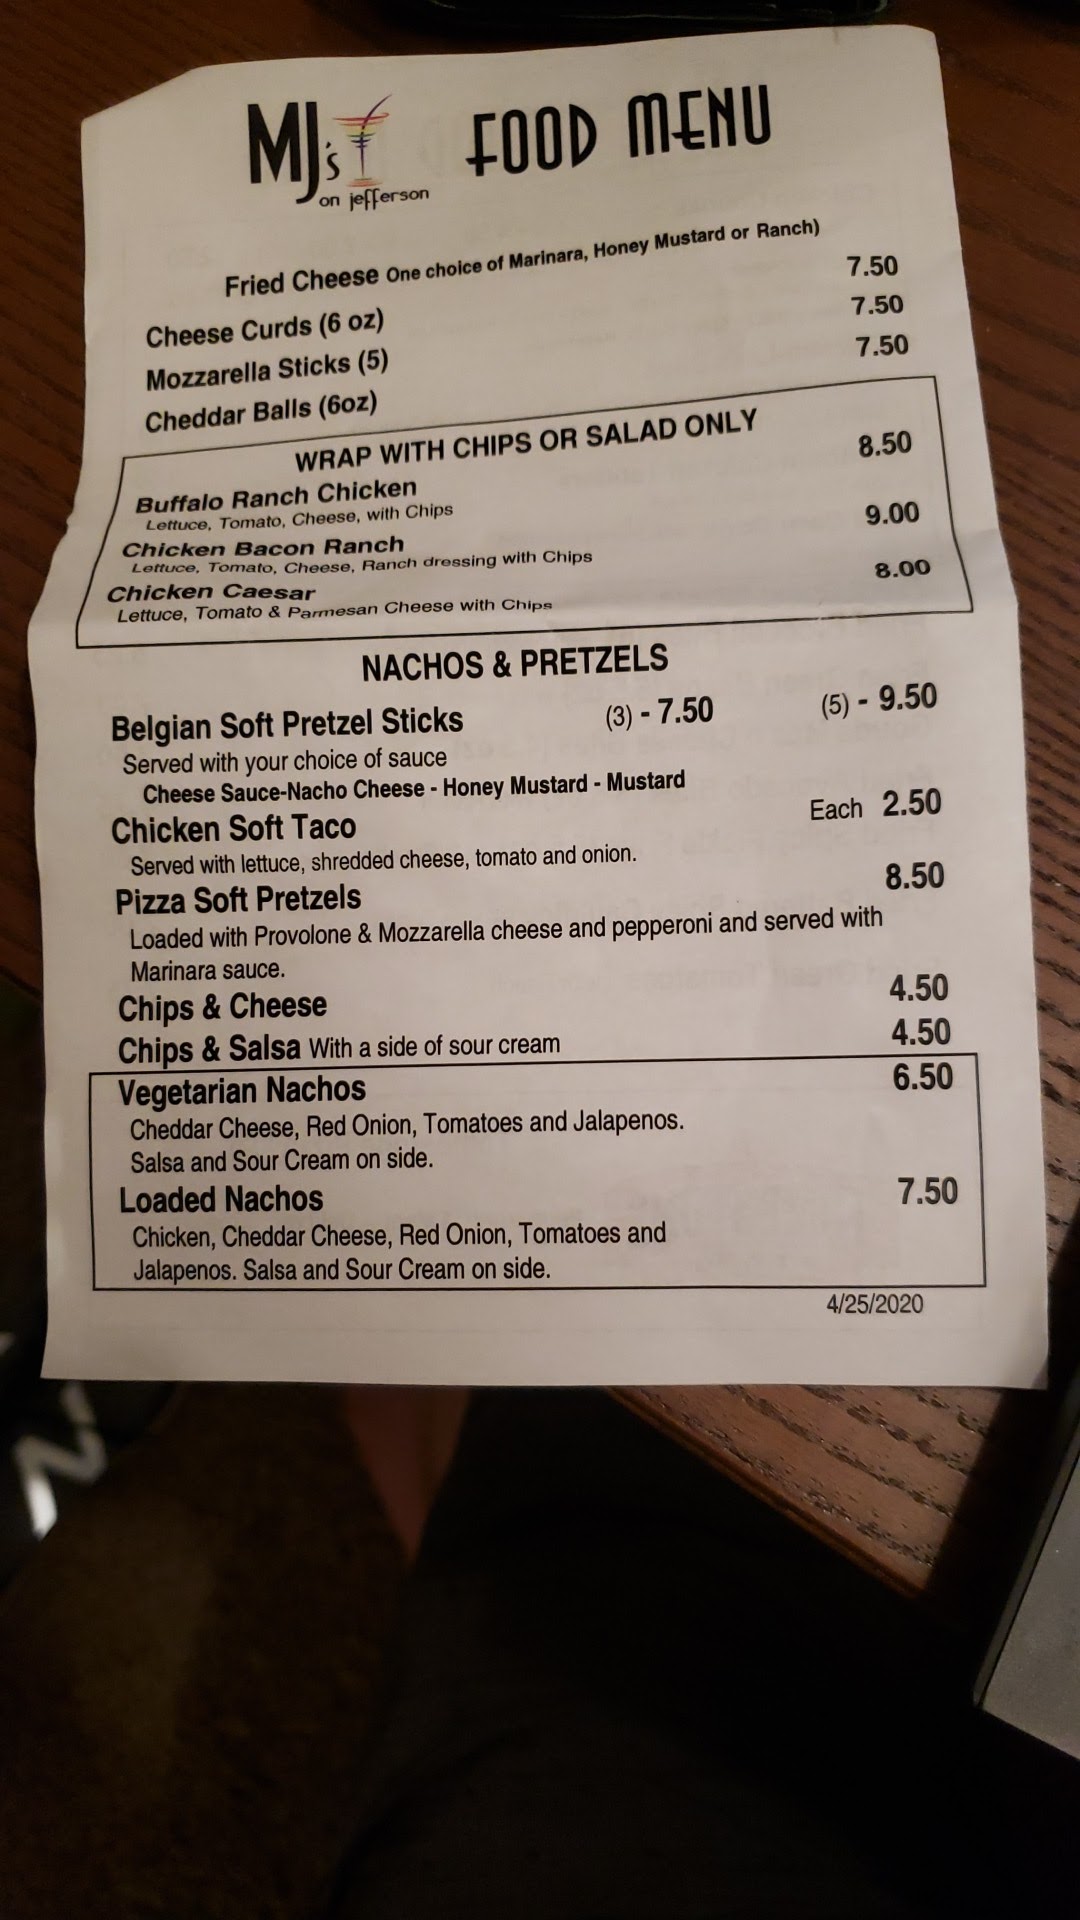 MJ's on jefferson FOOD MENU
Fried Cheese One choice of Marinara, Honey Mustard or Ranch)
Cheese Curds (6 oz) 7.50
Mozzarella Sticks (5) 7.50
Cheddar Balls (6oz) 7.50
WRAP WITH CHIPS OR SALAD ONLY
Buffalo Ranch Chicken 8.50
Lettuce, Tomato, Cheese, with Chips
Chicken Bacon Ranch 9.00
Lettuce, Tomato, Cheese, Ranch dressing with Chips
Chicken Caesar 8.00
Lettuce, Tomato & Parmesan Cheese with Chips
NACHOS & PRETZELS
Belgian Soft Pretzel Sticks (3) - 7.50 (5) - 9.50
Served with your choice of sauce
Cheese Sauce-Nacho Cheese - Honey Mustard - Mustard
Chicken Soft Taco Each 2.50
Served with lettuce, shredded cheese, tomato and onion.
Pizza Soft Pretzels 8.50
Loaded with Provolone & Mozzarella cheese and pepperoni and served with
Marinara sauce.
Chips & Cheese 4.50
Chips & Salsa With a side of sour cream 4.50
Vegetarian Nachos 6.50
Cheddar Cheese, Red Onion, Tomatoes and Jalapenos.
Salsa and Sour Cream on side.
Loaded Nachos 7.50
Chicken, Cheddar Cheese, Red Onion, Tomatoes and
Jalapenos. Salsa and Sour Cream on side.
4/25/2020